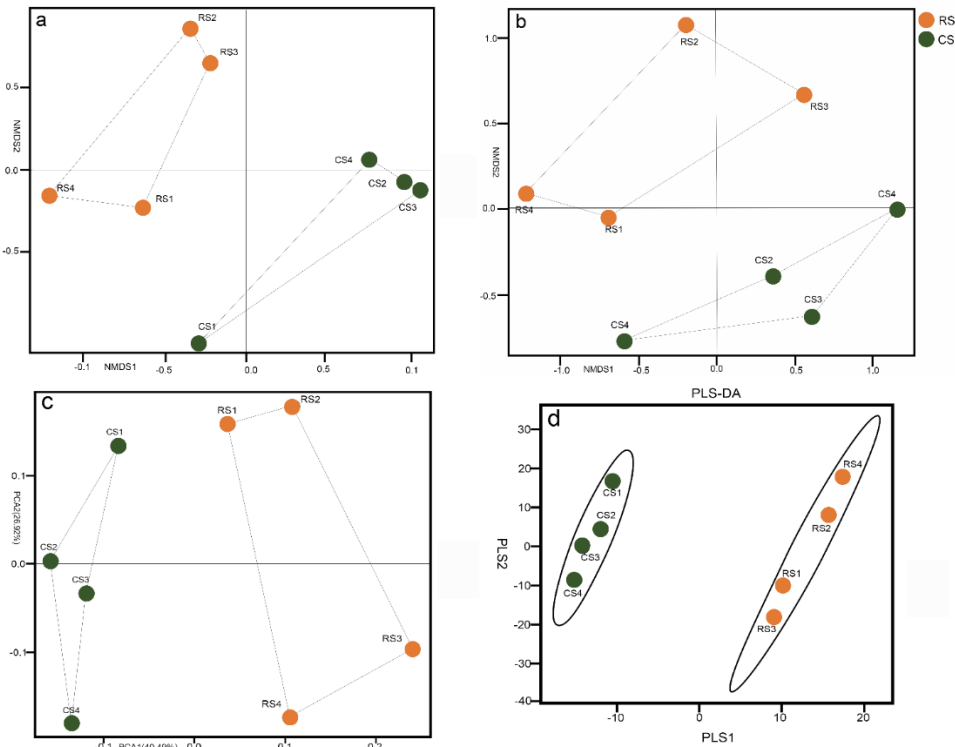 a
RS2
RS3
0.5
NMDS2
0.0
CS4
CS2
CS3
RS4
RS1
-0.5
CS1
-0.1
NMDS1
-0.1
0.0
0.1
b
RS
CS
1.0
RS2
RS3
0.5
NMDS2
RS4
RS1
CS4
0.0
CS2
CS3
-0.5
CS4
-1.0
NMDS1
-0.5
0.0
0.5
1.0
c
CS1
RS1
RS2
0.1
PCA2(26.92%)
CS2
0.0
CS3
RS3
-0.1
RS4
CS4
-0.1
PCA1(40.49%)
0.0
0.1
0.2
PLS-DA
d
30
20
10
0
-10
-20
-30
-40
PLS2
CS1
CS2
CS3
CS4
RS4
RS2
RS1
RS3
-10
0
10
20
PLS1